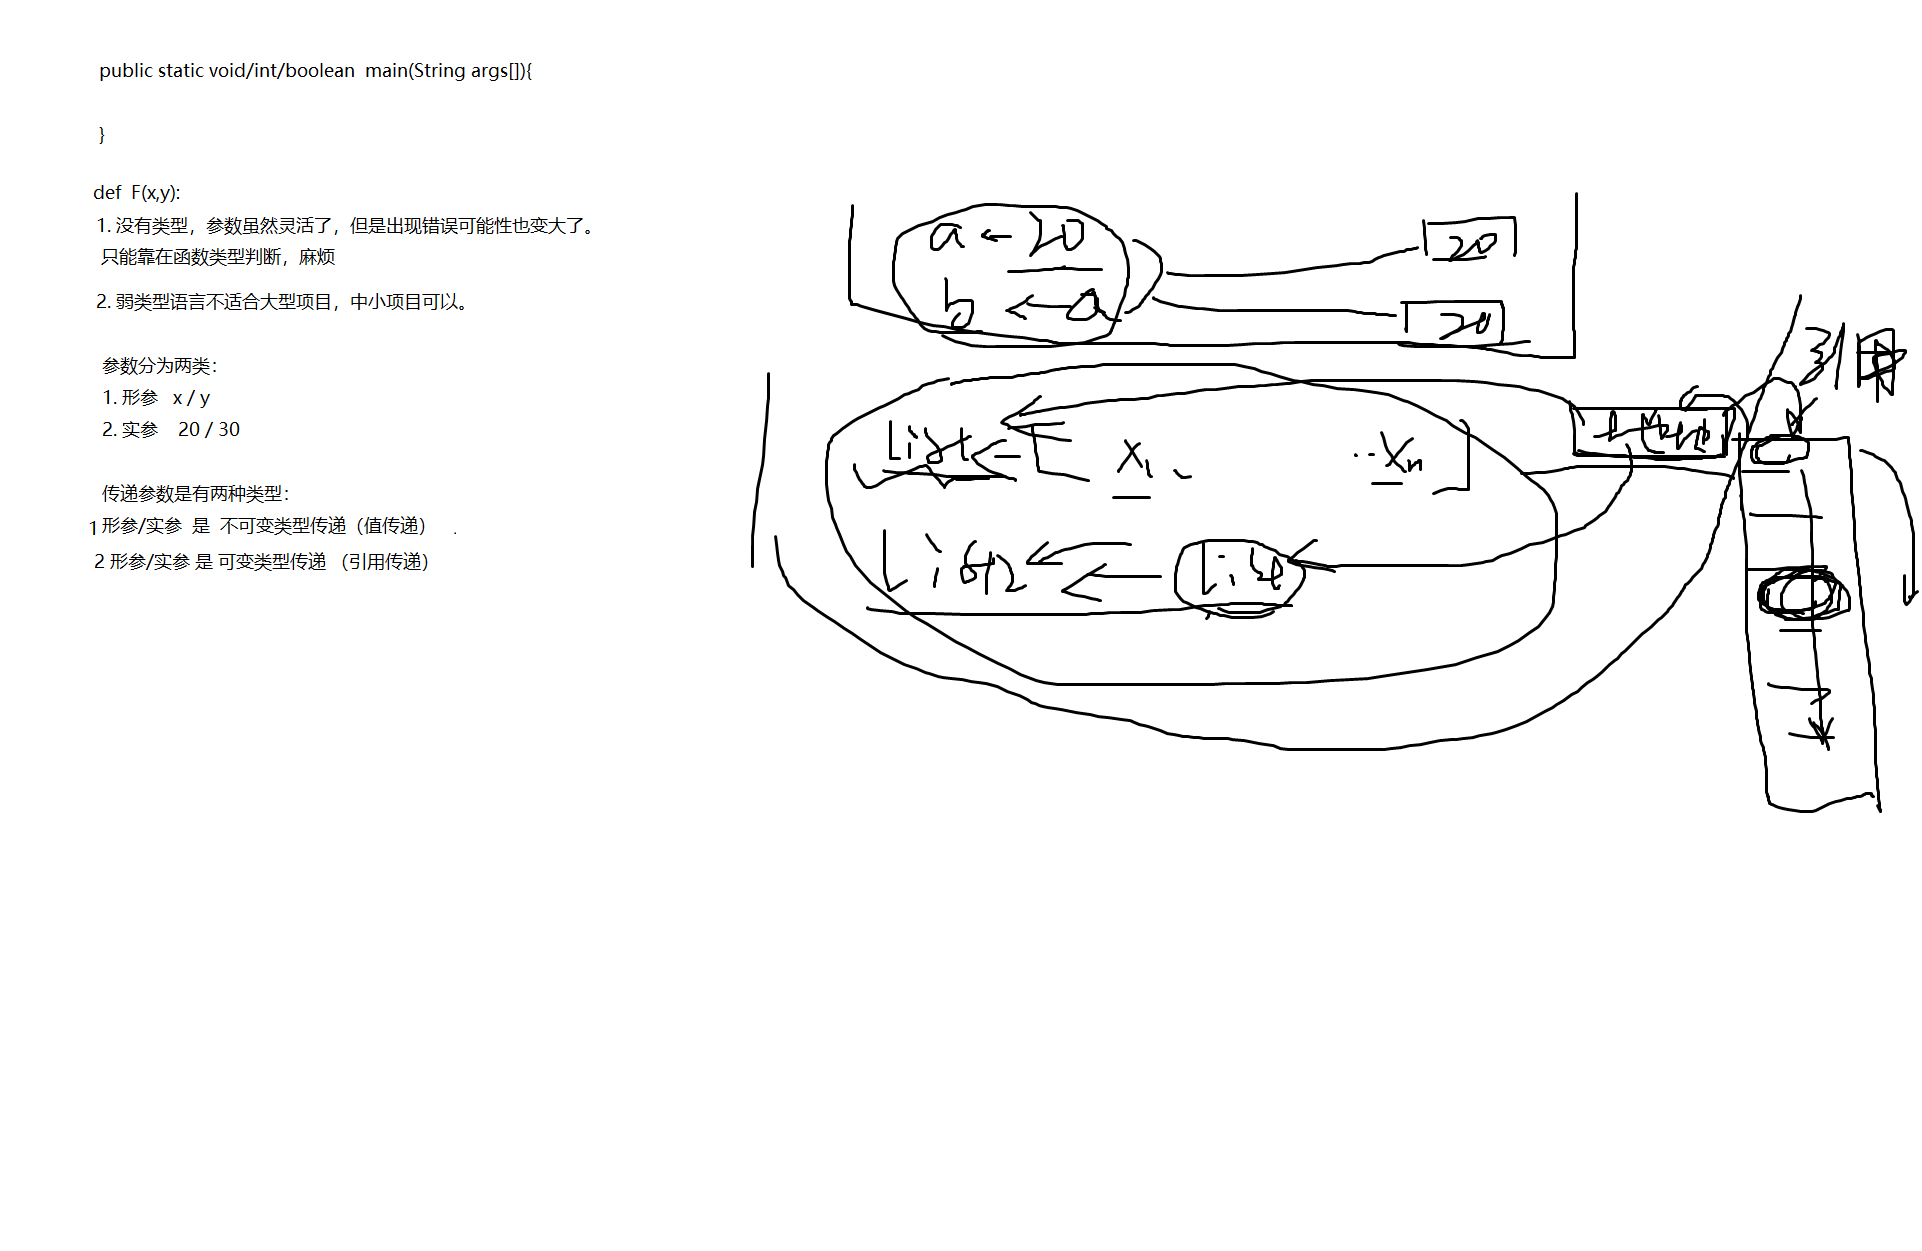 public static void/int/boolean  main(String args[]){
}
def  F(x,y):
1. 没有类型，参数虽然灵活了，但是出现错误可能性也变大了。
只能靠在函数类型判断，麻烦
2. 弱类型语言不适合大型项目，中小项目可以。
参数分为两类：
1. 形参   x / y
2. 实参    20 / 30
传递参数是有两种类型：
1 形参/实参  是  不可变类型传递（值传递）    .
2 形参/实参 是 可变类型传递 （引用传递）
a ← 20
20
b ← a
20
List ← [ X1 、 ..Xn ]